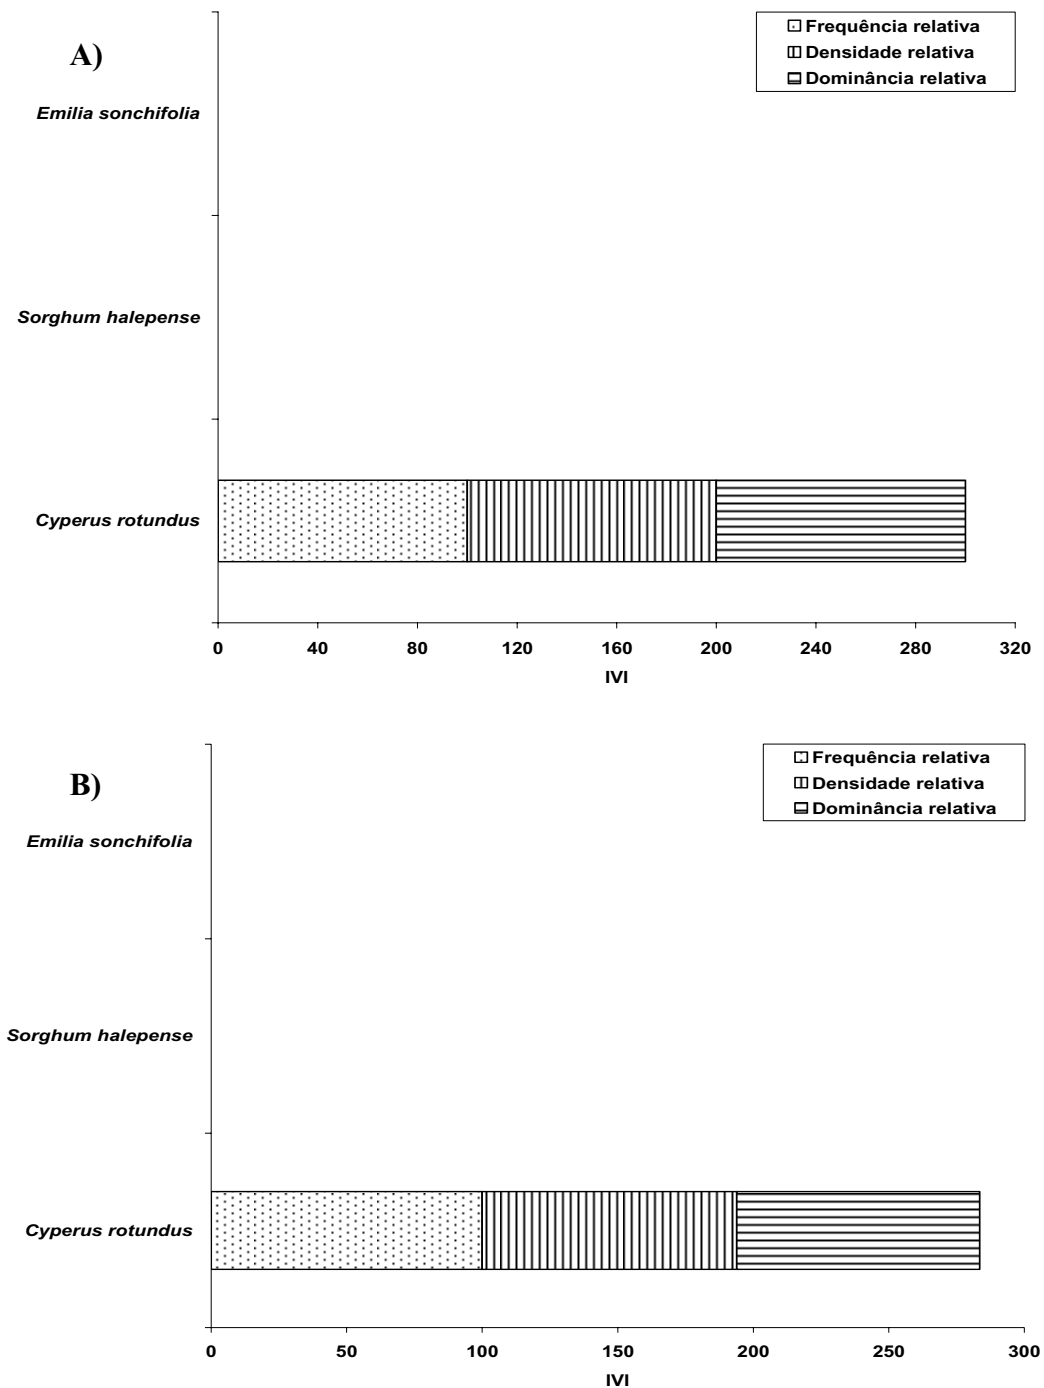 A)
Frequência relativa
Densidade relativa
Dominância relativa
Emilia sonchifolia
Sorghum halepense
Cyperus rotundus
0 40 80 120 160 200 240 280 320
IVI
B)
Frequência relativa
Densidade relativa
Dominância relativa
Emilia sonchifolia
Sorghum halepense
Cyperus rotundus
0 50 100 150 200 250 300
IVI